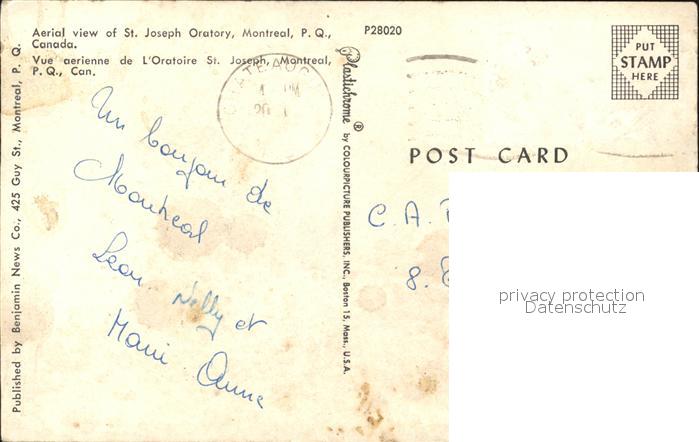 Aerial view of St. Joseph Oratory, Montreal, P. Q.,
Canada.
Vue aerienne de L'Oratoire St. Joseph, Montreal,
P. Q., Can.
P28020
PUT
STAMP
HERE
POST CARD
Un bonjour de
Montreal
Lean Nelly et
Marie Anne
C. A.
8.
Plastichrome® by COLOURPICTURE PUBLISHERS, INC., Boston 15, Mass., U.S.A.
Published by Benjamin News Co., 425 Guy St., Montreal, P. Q.
privacy protection
Datenschutz